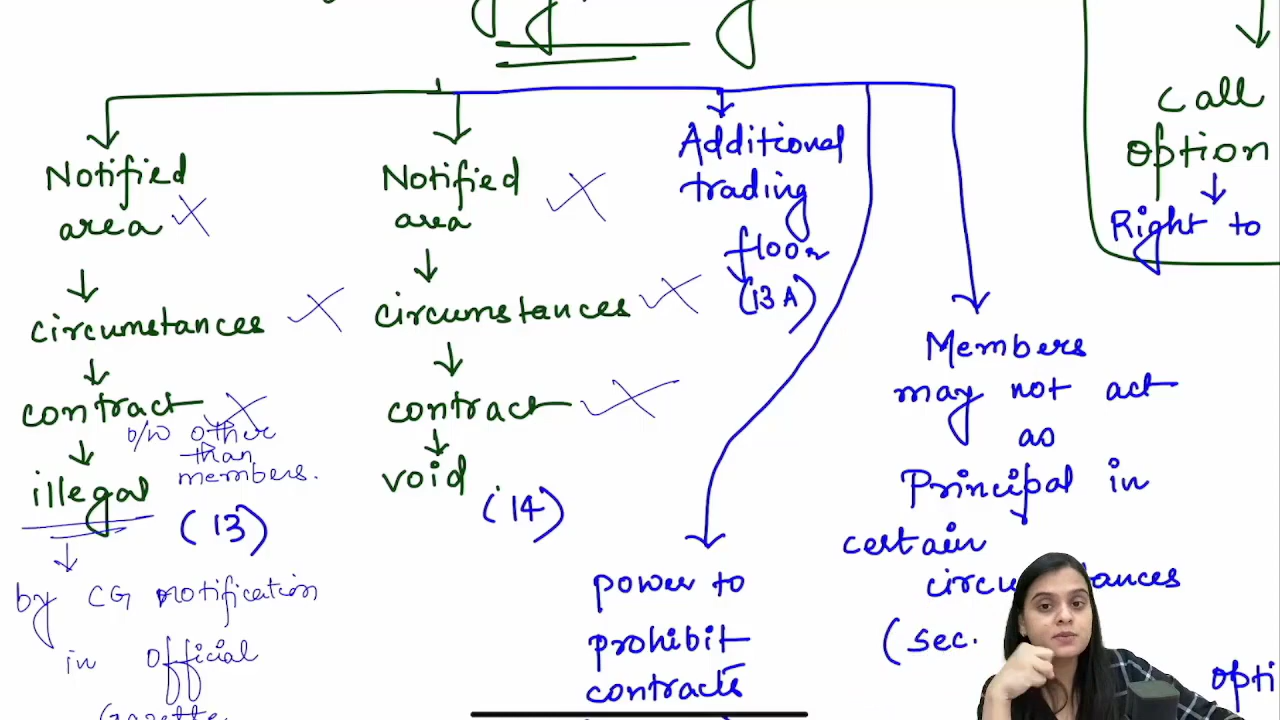 Notified
area
circumstances
contract
b/w other
than
members.
illegal
(13)
by CG notification
in Official
Gazette
Notified
area
circumstances
contract
void
(14)
Additional
trading
floor
(13A)
power to
prohibit
contracts
Members
may not act
as
Principal in
certain
(sec.
call
option
Right to
opti